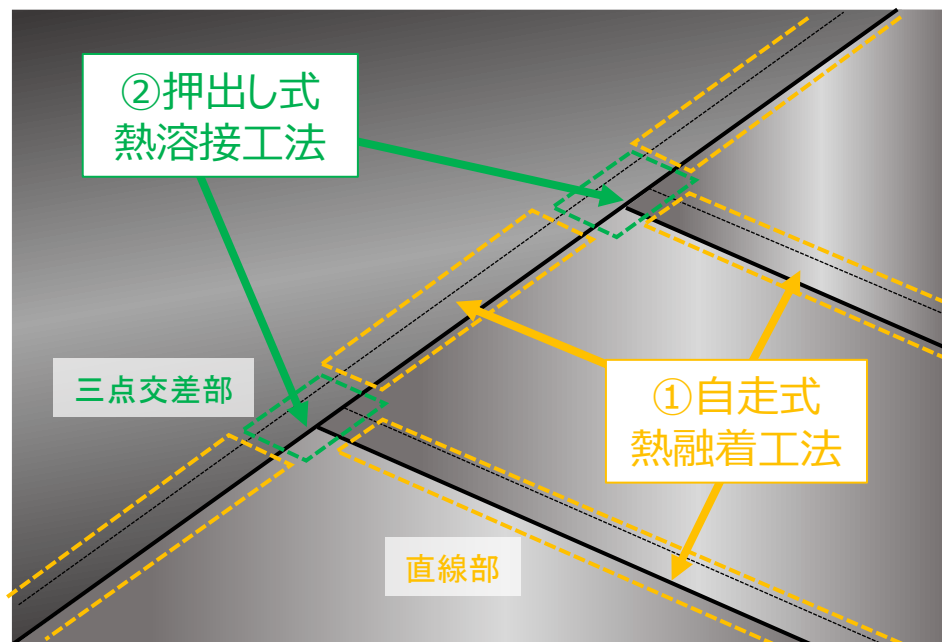 ②押出し式
熱溶接工法
三点交差部
①自走式
熱融着工法
直線部